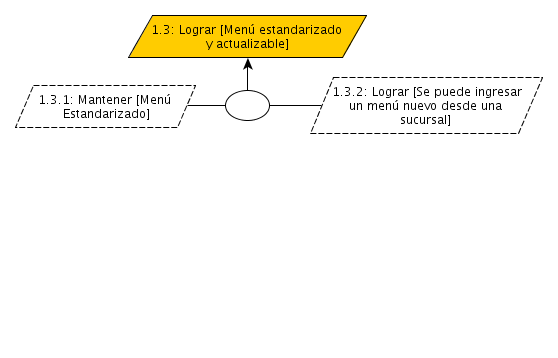 1.3: Lograr [Menú estandarizado
y actualizable]
1.3.1: Mantener [Menú
Estandarizado]
1.3.2: Lograr [Se puede ingresar
un menú nuevo desde una
sucursal]